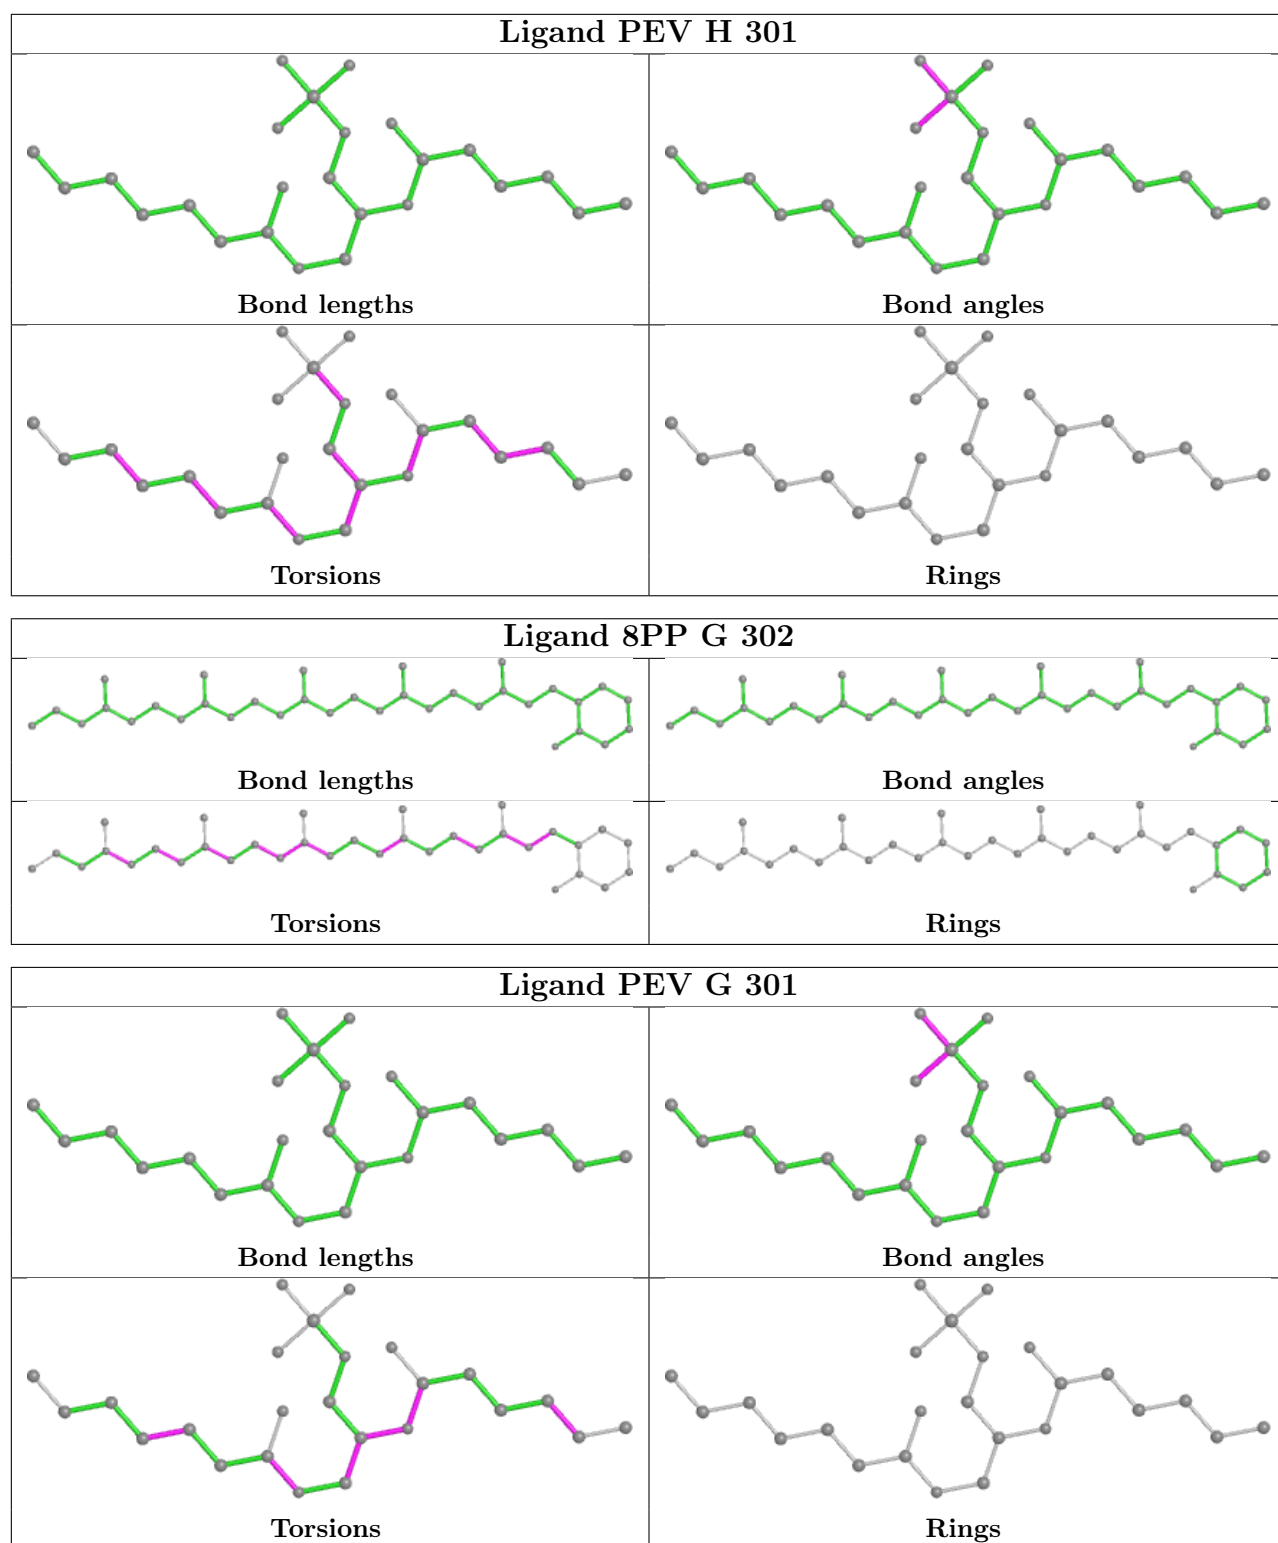 Ligand PEV H 301
Bond lengths
Bond angles
Torsions
Rings
Ligand 8PP G 302
Bond lengths
Bond angles
Torsions
Rings
Ligand PEV G 301
Bond lengths
Bond angles
Torsions
Rings